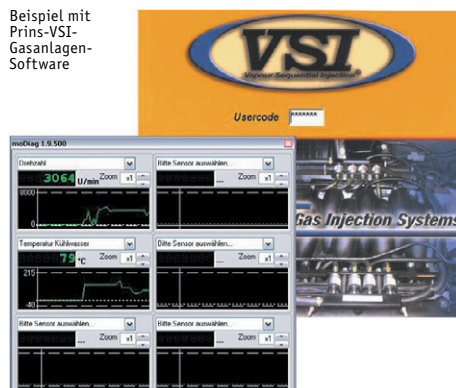 Beispiel mit
Prins-VSI-
Gasanlagen-
Software
VSI
Vapour Sequential Injection
Usercode *******
moDiag 1.9.500
Drehzahl
Bitte Sensor auswählen...
3064 U/min Zoom x1
... Zoom x1
8000
0
Gas Injection Systems
Temperatur Kühlwasser
Bitte Sensor auswählen...
79 °C Zoom x1
... Zoom x1
215
-40
Bitte Sensor auswählen...
Bitte Sensor auswählen...
... Zoom x1
... Zoom x1